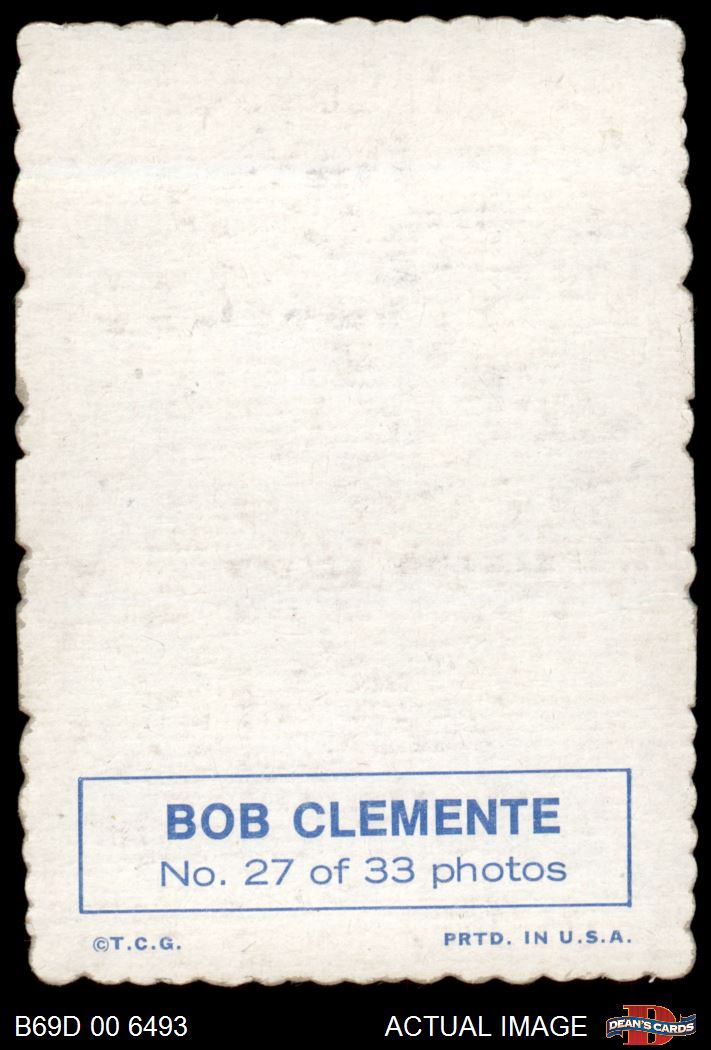 BOB CLEMENTE
No. 27 of 33 photos
©T.C.G. PRTD. IN U.S.A.
B69D 00 6493 ACTUAL IMAGE D DEAN'S CARDS